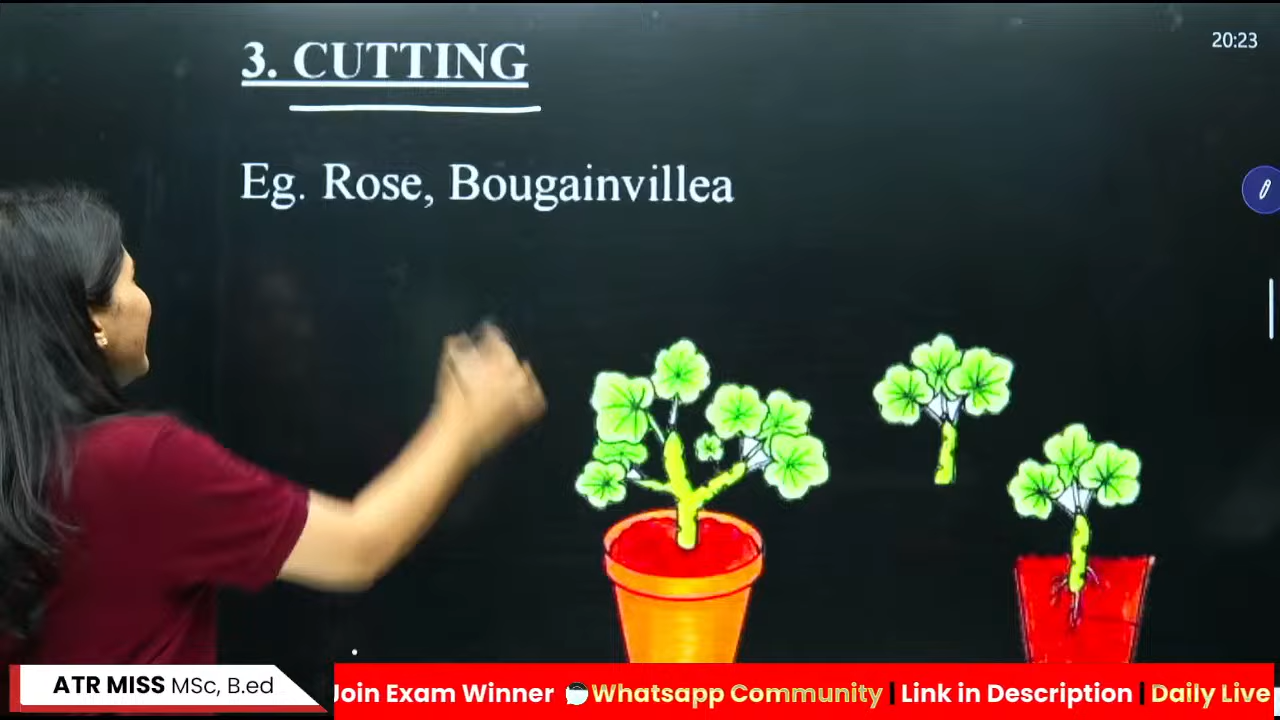 20:23
3. CUTTING
Eg. Rose, Bougainvillea
ATR MISS MSc, B.ed
Join Exam Winner Whatsapp Community | Link in Description | Daily Live